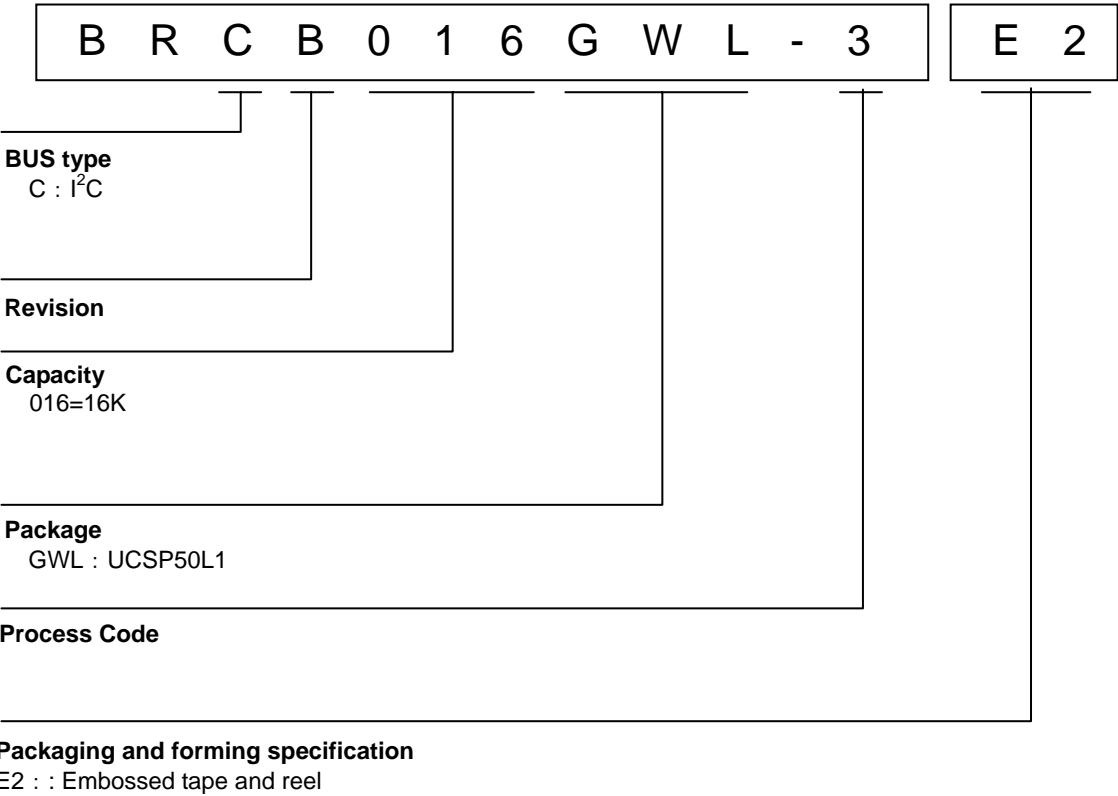 B R C B 0 1 6 G W L - 3 E 2
BUS type
C : I²C
Revision
Capacity
016=16K
Package
GWL : UCSP50L1
Process Code
Packaging and forming specification
E2 : : Embossed tape and reel